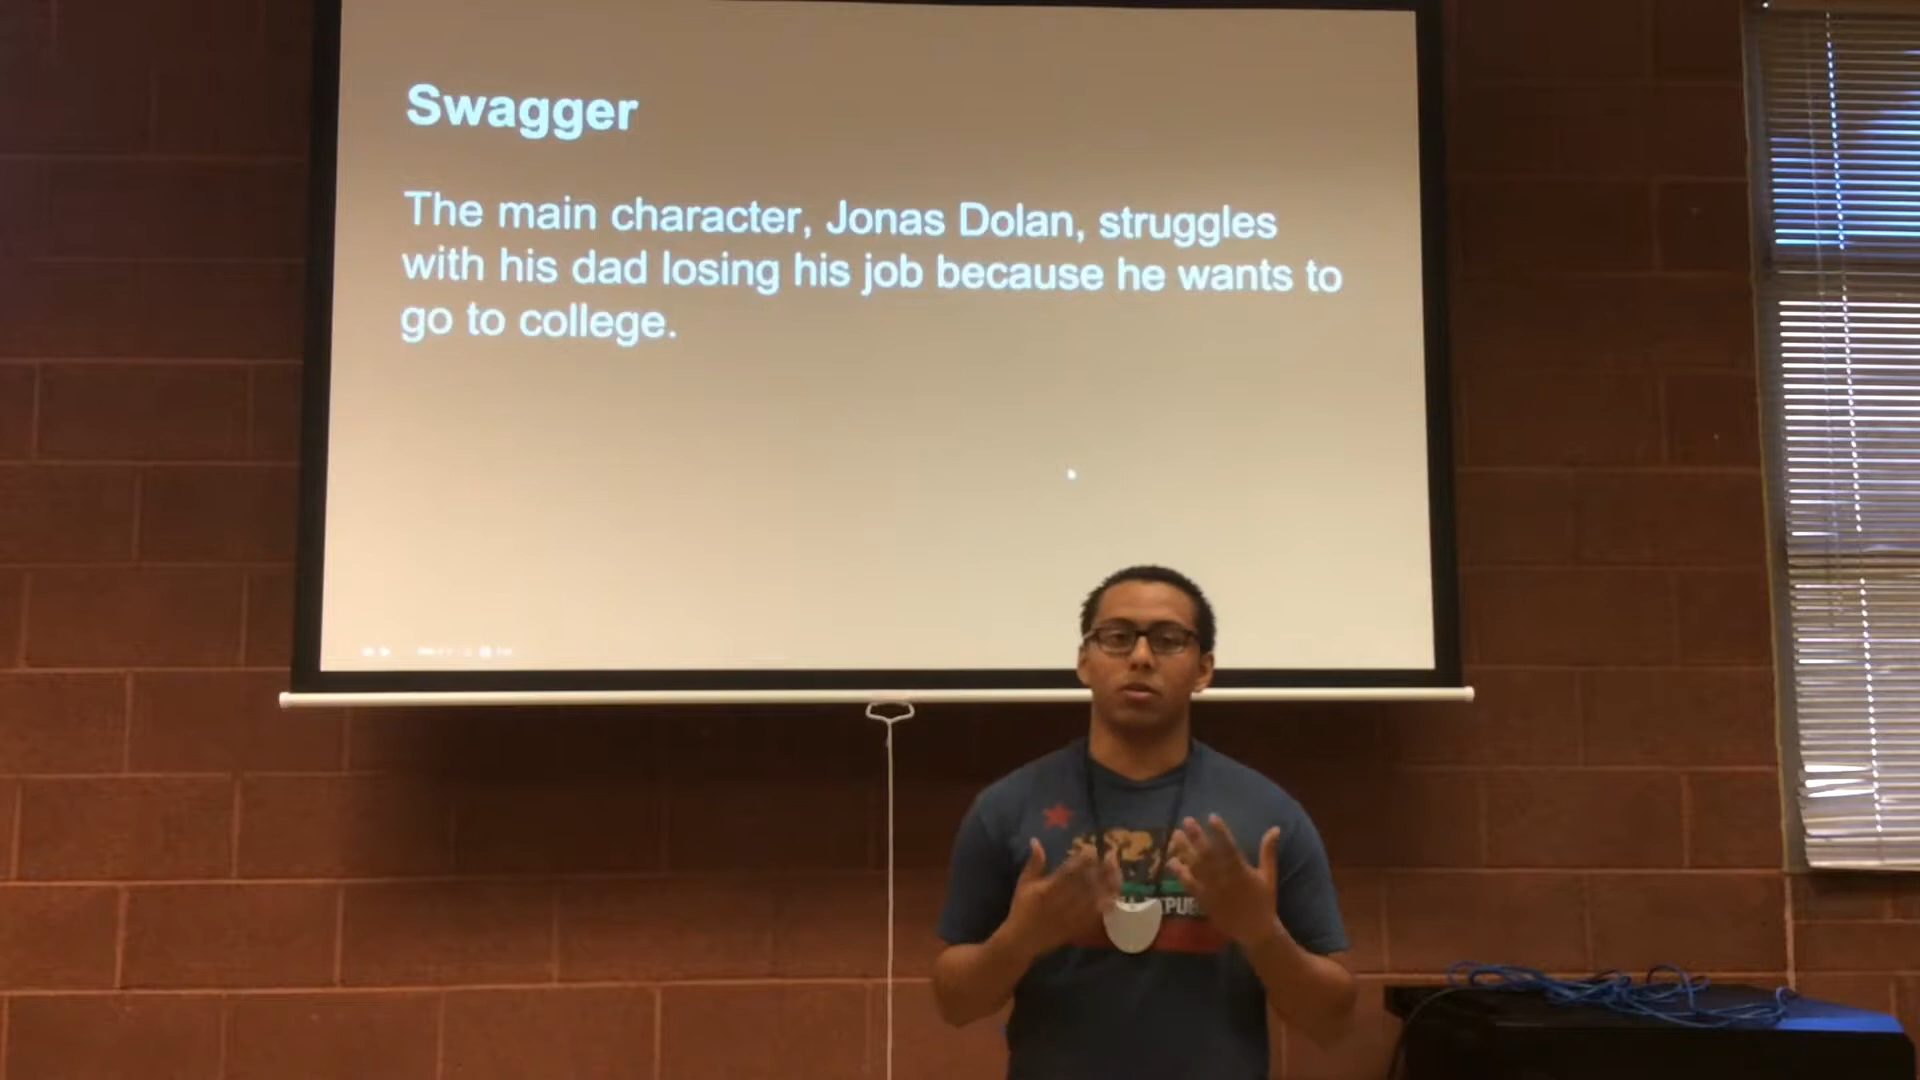 Swagger
The main character, Jonas Dolan, struggles
with his dad losing his job because he wants to
go to college.